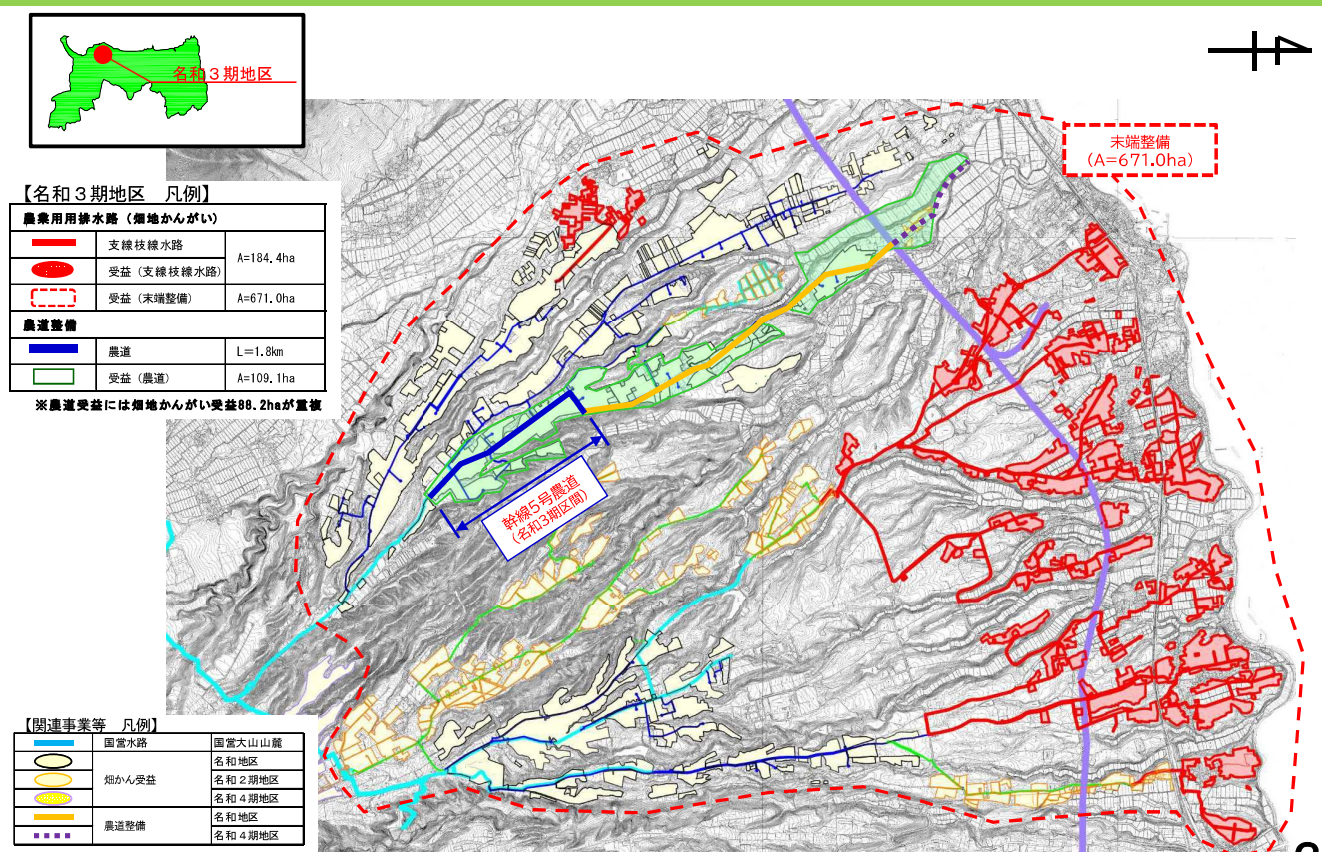 名和3期地区
末端整備
(A=671.0ha)
【名和3期地区 凡例】
農業用用排水路（畑地かんがい）
支線枝線水路
A=184.4ha
受益（支線枝線水路）
受益（末端整備） A=671.0ha
農道整備
農道 L=1.8km
受益（農道） A=109.1ha
※農道受益には畑地かんがい受益88.2haが重複
幹線5号農道
(名和3期区間)
【関連事業等 凡例】
国営水路 国営大山山麓
名和地区
畑かん受益 名和2期地区
名和4期地区
農道整備 名和地区
名和4期地区